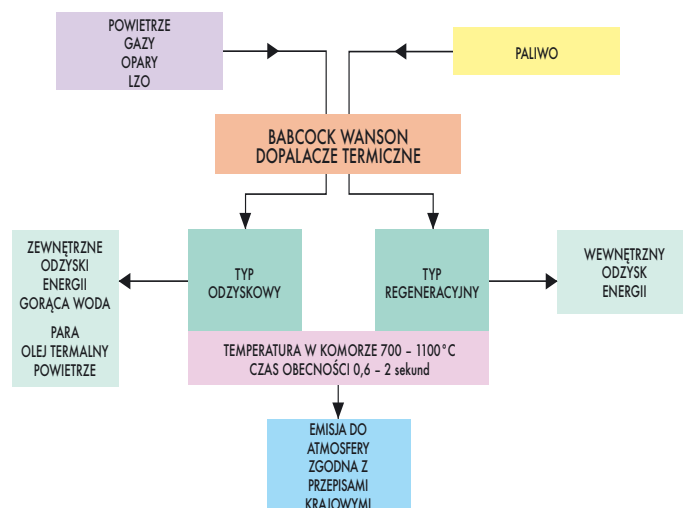 POWIETRZE
GAZY
OPARY
LZO
PALIWO
BABCOCK WANSON
DOPALACZE TERMICZNE
ZEWNĘTRZNE
ODZYSKI
ENERGII
GORĄCA WODA
PARA
OLEJ TERMALNY
POWIETRZE
TYP
ODZYSKOWY
TYP
REGENERACYJNY
WEWNĘTRZNY
ODZYSK
ENERGII
TEMPERATURA W KOMORZE 700 – 1100°C
CZAS OBECNOŚCI 0,6 – 2 sekund
EMISJA DO
ATMOSFERY
ZGODNA Z
PRZEPISAMI
KRAJOWYMI